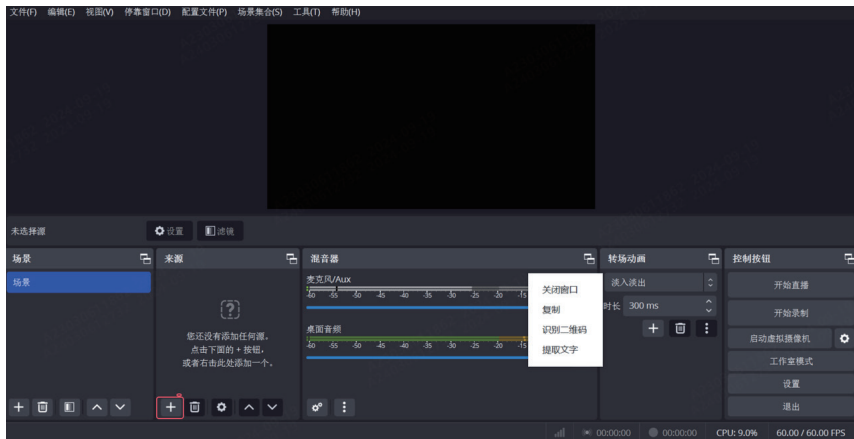 文件(F) 编辑(E) 视图(V) 停靠窗口(D) 配置文件(P) 场景集合(S) 工具(T) 帮助(H)
未选择源 设置 滤镜
场景 来源 混音器 转场动画 控制按钮
场景
您还没有添加任何源。
点击下面的 + 按钮,
或者右击此处添加一个。
麦克风/Aux
-60 -55 -50 -45 -40 -35 -30 -25 -20 -15
桌面音频
-60 -55 -50 -45 -40 -35 -30 -25 -20 -15
关闭窗口
复制
识别二维码
提取文字
淡入淡出
时长 300 ms
开始直播
开始录制
启动虚拟摄像机
工作室模式
设置
退出
00:00:00 00:00:00 CPU: 9.0% 60.00 / 60.00 FPS